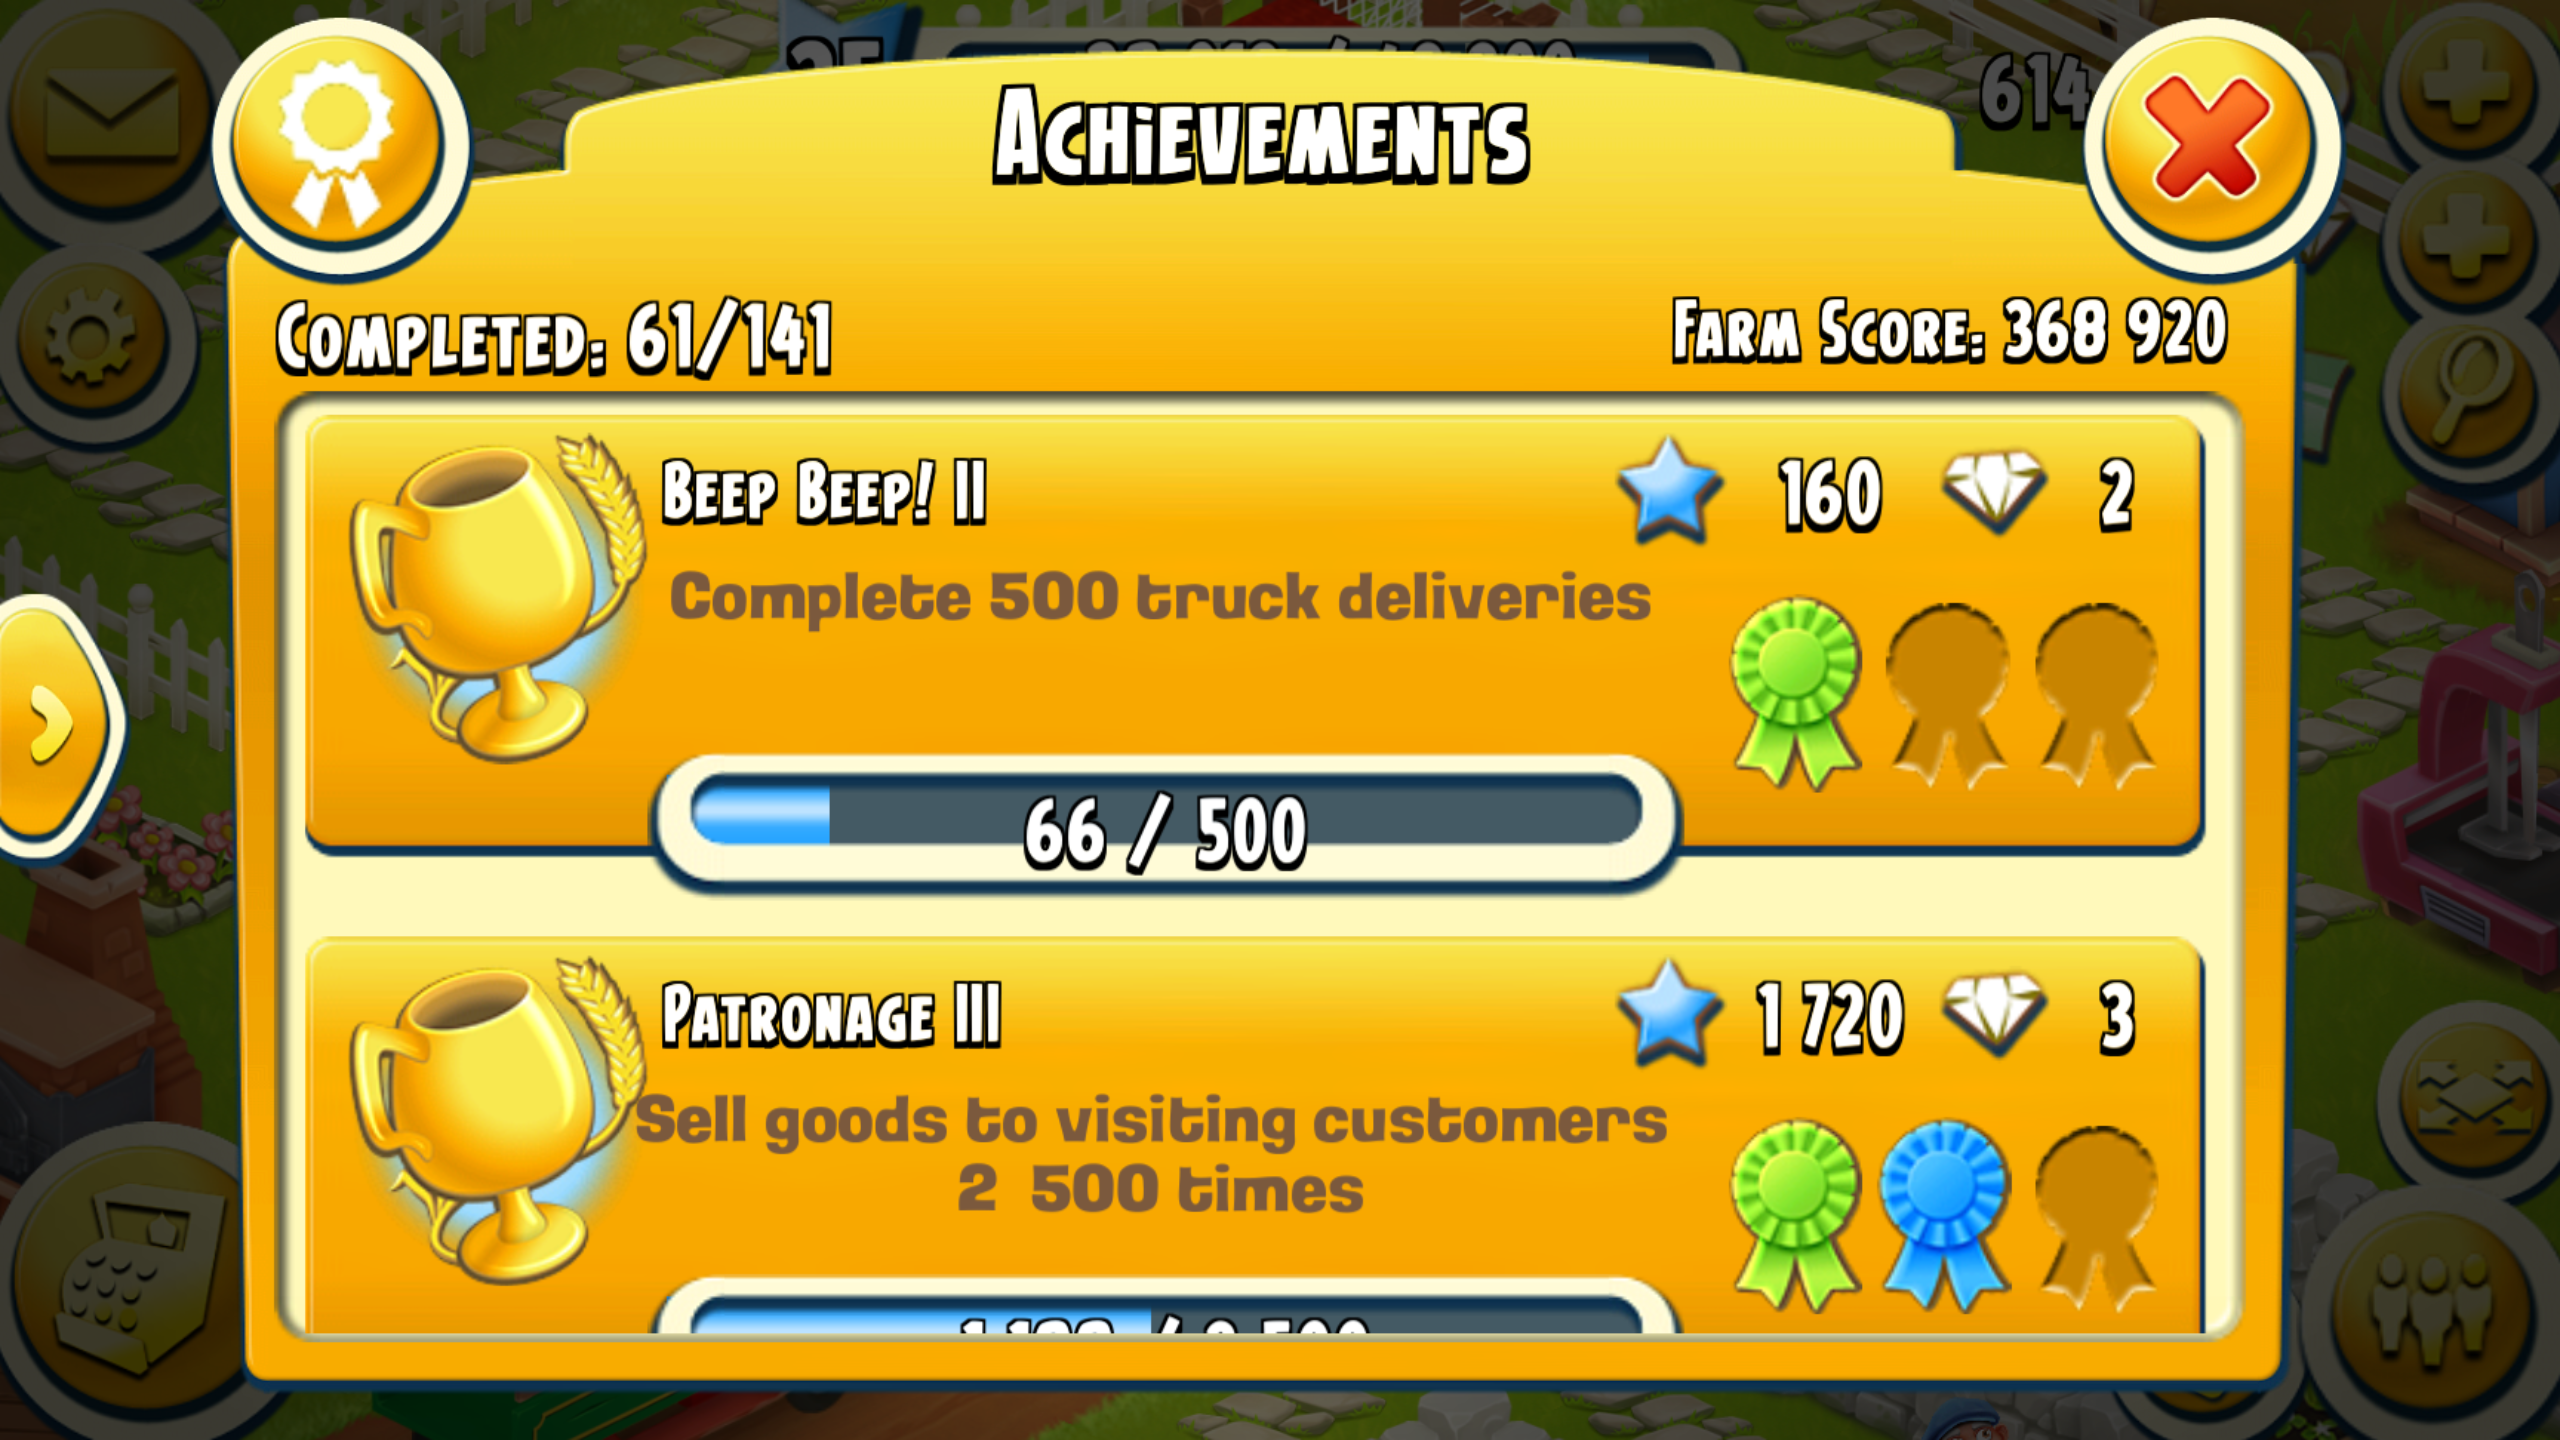 614
Achievements
Completed: 61/141
Farm Score: 368 920
Beep Beep! II
160
2
Complete 500 truck deliveries
66 / 500
Patronage III
1 720
3
Sell goods to visiting customers
2 500 times